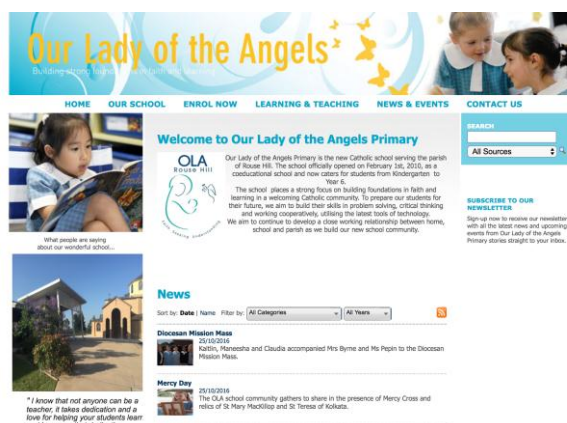 Our Lady of the Angels
Building strong foundations in faith and learning
HOME OUR SCHOOL ENROL NOW LEARNING & TEACHING NEWS & EVENTS CONTACT US
What people are saying
about our wonderful school...
"I know that not anyone can be a
teacher, it takes dedication and a
love for helping your students learn
Welcome to Our Lady of the Angels Primary
OLA
Rouse Hill
Faith Seeking Understanding
Our Lady of the Angels Primary is the new Catholic school serving the parish
of Rouse Hill. The school officially opened on February 1st, 2010, as a
coeducational school and now caters for students from Kindergarten to
Year 6.
The school places a strong focus on building foundations in faith and
learning in a welcoming Catholic community. To prepare our students for
their future, we aim to build their skills in problem solving, critical thinking
and working cooperatively, utilising the latest tools of technology.
We aim to continue to develop a close working relationship between home,
school and parish as we build our new school community.
News
Sort by: Date | Name Filter by: All Categories All Years
Diocesan Mission Mass
25/10/2016
Kaitlin, Maneesha and Claudia accompanied Mrs Byrne and Ms Pepin to the Diocesan
Mission Mass.
Mercy Day
25/10/2016
The OLA school community gathers to share in the presence of Mercy Cross and
relics of St Mary MacKillop and St Teresa of Kolkata.
SEARCH
All Sources
SUBSCRIBE TO OUR
NEWSLETTER
Sign-up now to receive our newsletter
with all the latest news and upcoming
events from Our Lady of the Angels
Primary stories straight to your inbox.